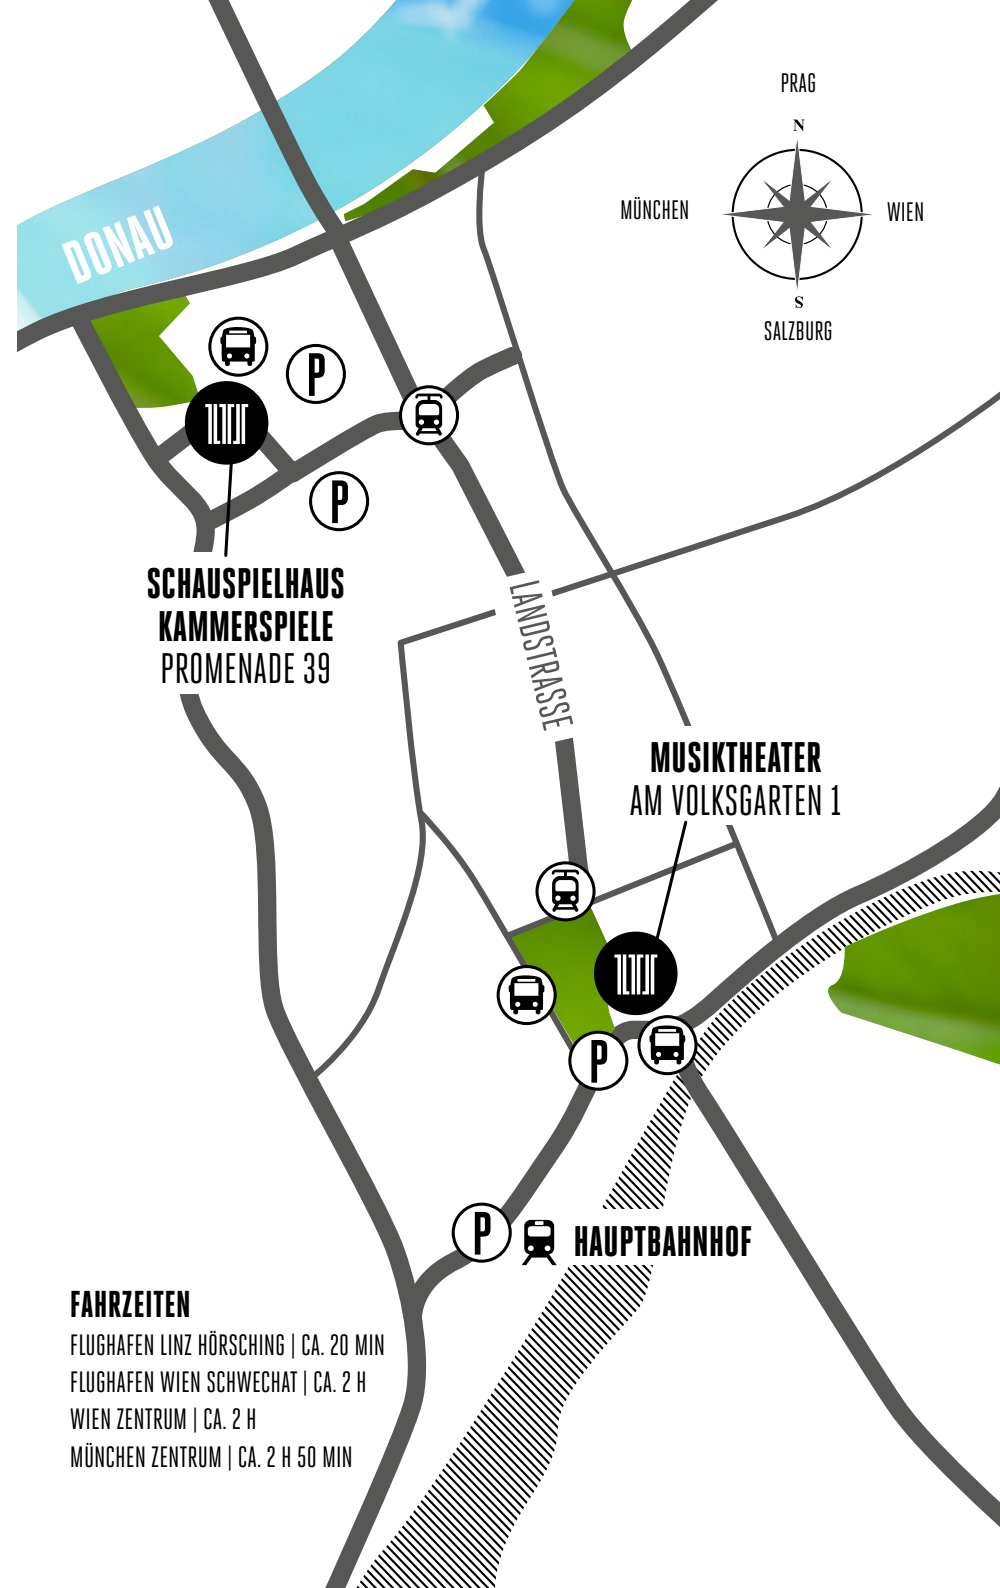 PRAG
N
MÜNCHEN
WIEN
S
SALZBURG
DONAU
P
P
SCHAUSPIELHAUS
KAMMERSPIELE
PROMENADE 39
LANDSTRASSE
MUSIKTHEATER
AM VOLKSGARTEN 1
P
P
HAUPTBAHNHOF
FAHRZEITEN
FLUGHAFEN LINZ HÖRSCHING | CA. 20 MIN
FLUGHAFEN WIEN SCHWECHAT | CA. 2 H
WIEN ZENTRUM | CA. 2 H
MÜNCHEN ZENTRUM | CA. 2 H 50 MIN